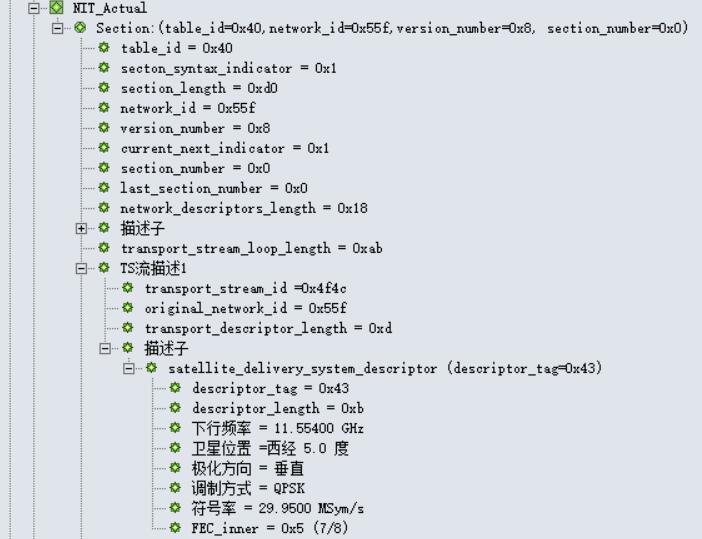 NIT_Actual
Section:(table_id=0x40,network_id=0x55f,version_number=0x8, section_number=0x0)
table_id = 0x40
secton_syntax_indicator = 0x1
section_length = 0xd0
network_id = 0x55f
version_number = 0x8
current_next_indicator = 0x1
section_number = 0x0
last_section_number = 0x0
network_descriptors_length = 0x18
描述子
transport_stream_loop_length = 0xab
TS流描述1
transport_stream_id =0x4f4c
original_network_id = 0x55f
transport_descriptor_length = 0xd
描述子
satellite_delivery_system_descriptor (descriptor_tag=0x43)
descriptor_tag = 0x43
descriptor_length = 0xb
下行频率 = 11.55400 GHz
卫星位置 =西经 5.0 度
极化方向 = 垂直
调制方式 = QPSK
符号率 = 29.9500 MSym/s
FEC_inner = 0x5 (7/8)